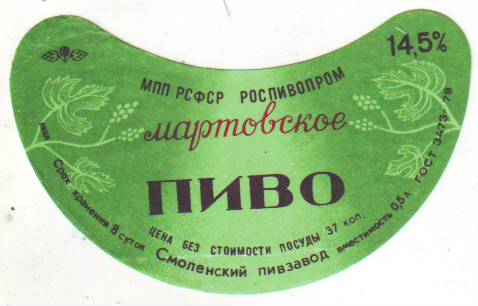 14,5%
МПП РСФСР РОСПИВОПРОМ
мартовское
ПИВО
ЦЕНА БЕЗ СТОИМОСТИ ПОСУДЫ 37 коп.
Срок хранения 8 суток Смоленский пивзавод вместимость 0,5л ГОСТ 3473-78